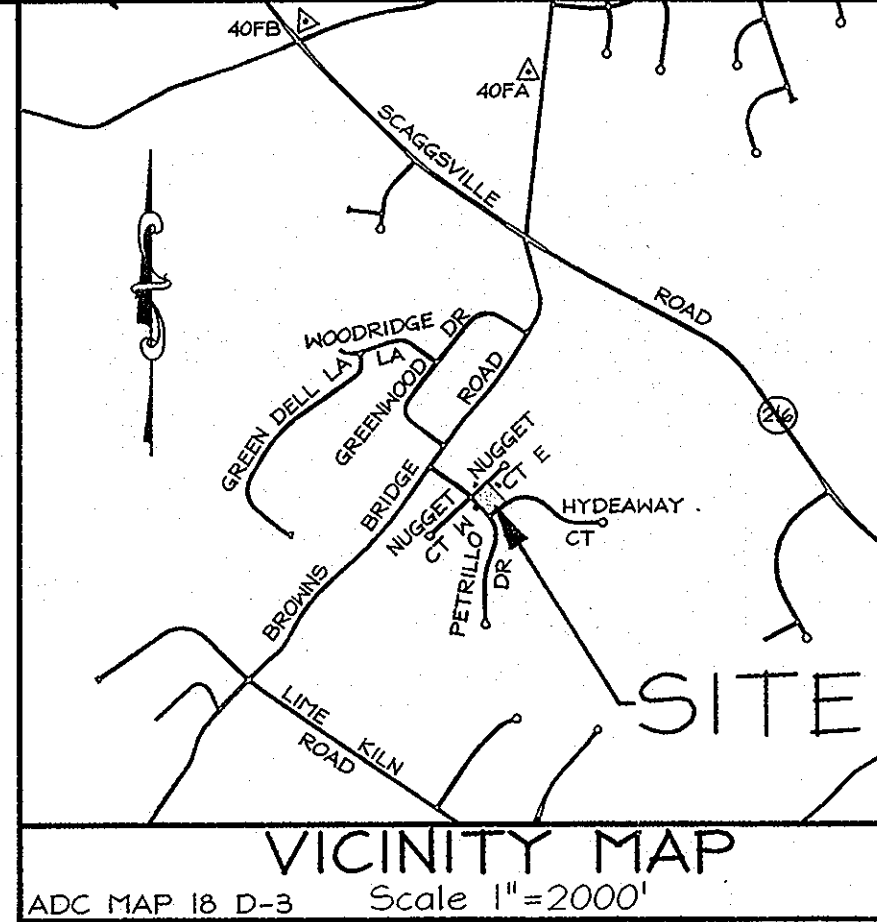 40FB
40FA
SCAGGSVILLE
ROAD
216
WOODRIDGE
LA
GREENWOOD DR
GREEN DELL LA
BROWNS BRIDGE ROAD
NUGGET
CT E
NUGGET
CT W
HYDEAWAY
CT
PETRILLO
DR
SITE
LIME KILN
ROAD
VICINITY MAP
ADC MAP 18 D-3
Scale 1"=2000'